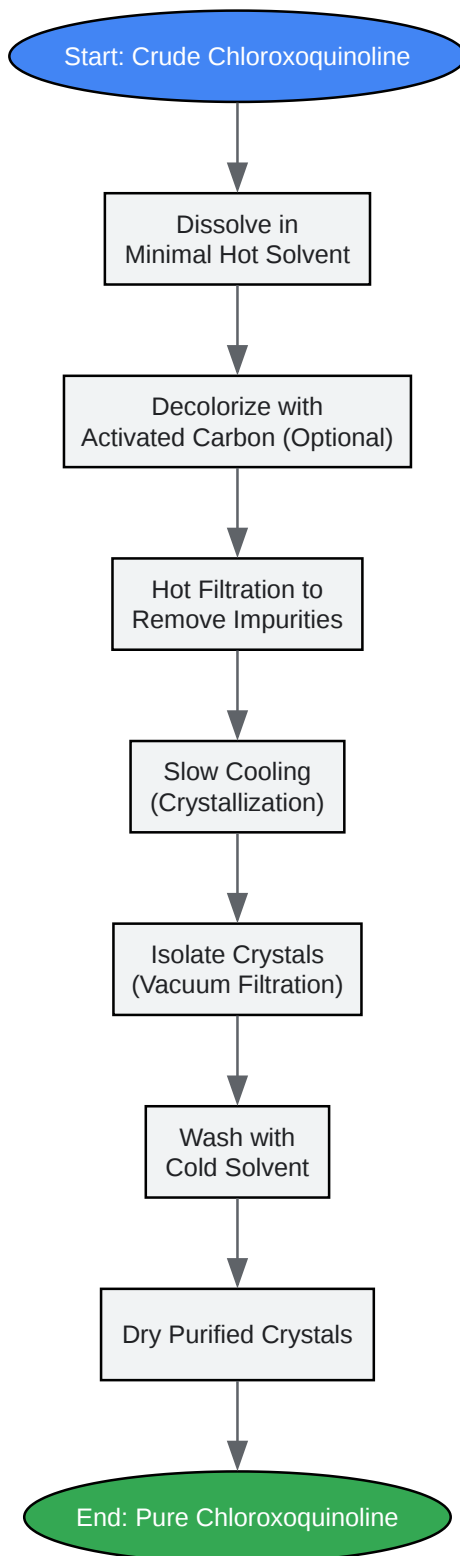 Start: Crude Chloroxoquinoline
Dissolve in
Minimal Hot Solvent
Decolorize with
Activated Carbon (Optional)
Hot Filtration to
Remove Impurities
Slow Cooling
(Crystallization)
Isolate Crystals
(Vacuum Filtration)
Wash with
Cold Solvent
Dry Purified Crystals
End: Pure Chloroxoquinoline